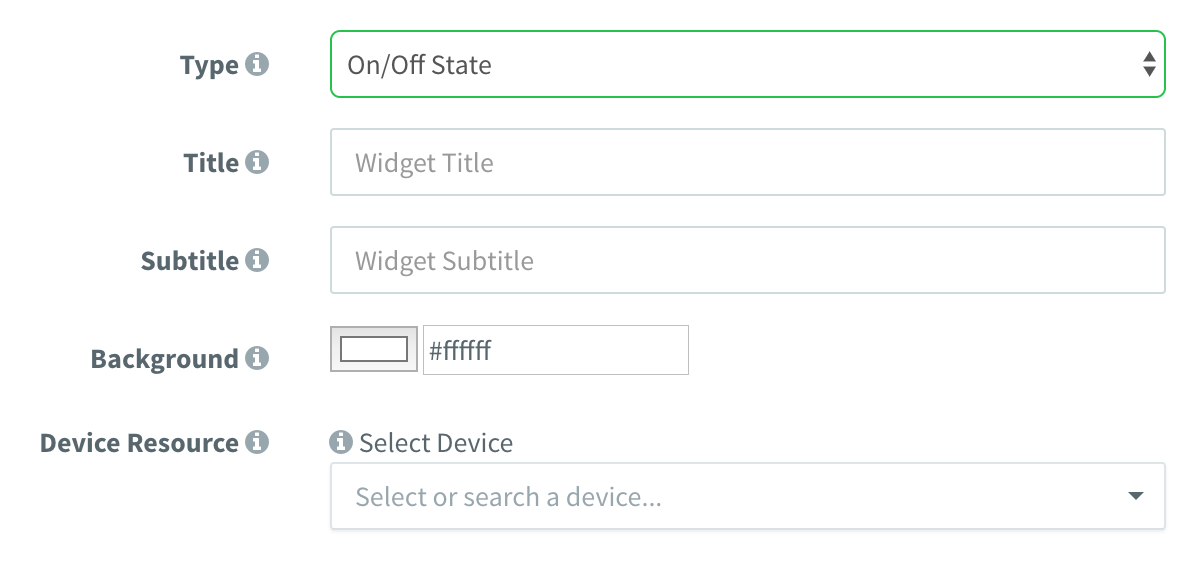 Type
On/Off State
Title
Widget Title
Subtitle
Widget Subtitle
Background
#ffffff
Device Resource
Select Device
Select or search a device...